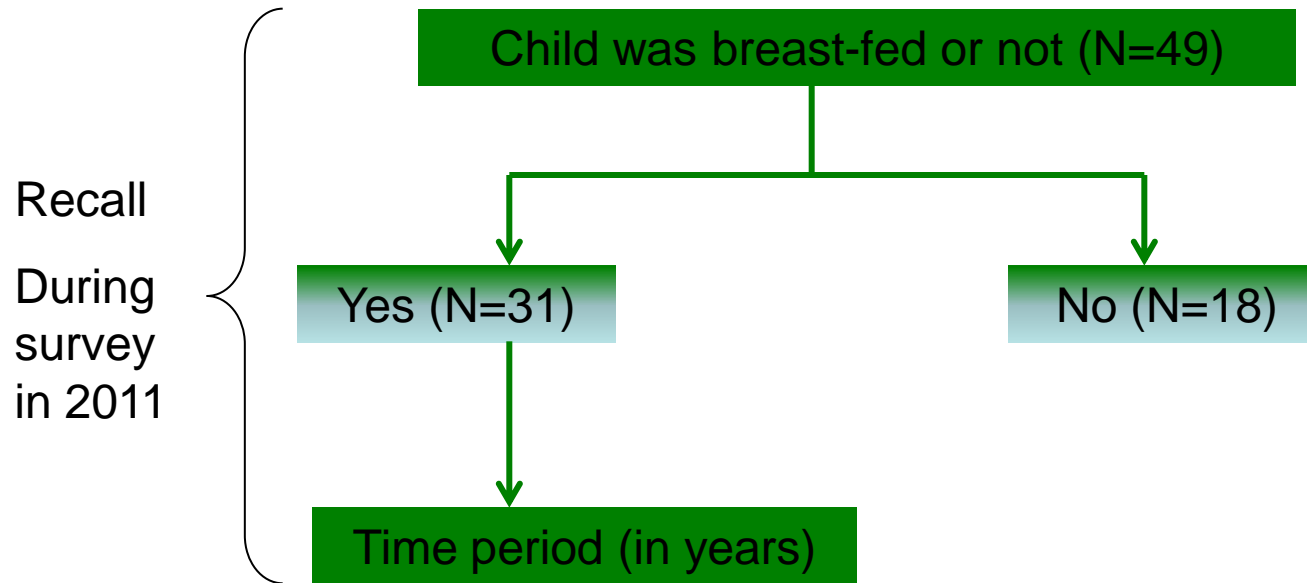 Child was breast-fed or not (N=49)
Recall
During
survey
in 2011
Yes (N=31)
No (N=18)
Time period (in years)